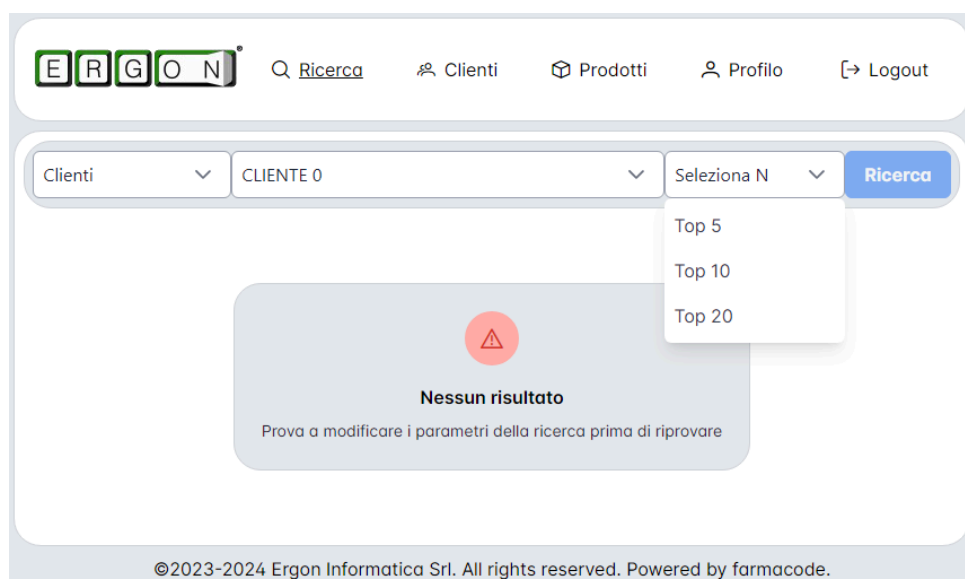 ERGON®
Ricerca
Clienti
Prodotti
Profilo
Logout
Clienti
CLIENTE 0
Seleziona N
Ricerca
Top 5
Top 10
Top 20
Nessun risultato
Prova a modificare i parametri della ricerca prima di riprovare
©2023-2024 Ergon Informatica Srl. All rights reserved. Powered by farmacode.